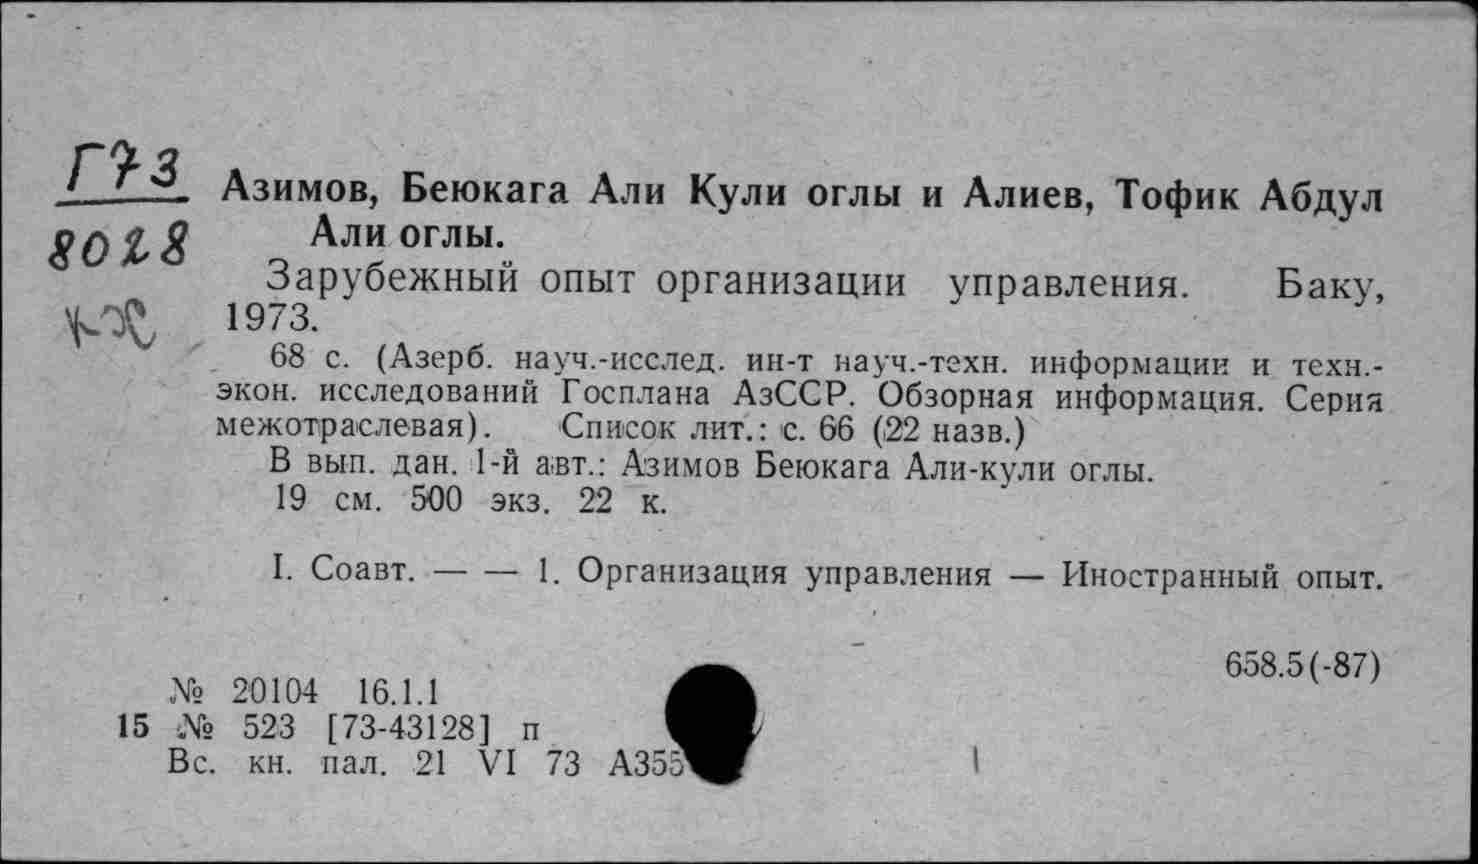 Г73
8028
КХ
Азимов, Беюкага Али Кули оглы и Алиев, Тофик Абдул
Али оглы.
Зарубежный опыт организации управления. Баку,
1973.
68 с. (Азерб. науч.-исслед. ин-т науч.-техн. информации и техн.-
экон. исследований Госплана АзССР. Обзорная информация. Серия
межотраслевая). Список лит.: с. 66 (22 назв.)
В вып. дан. 1-й авт.: Азимов Беюкага Али-кули оглы.
19 см. 500 экз. 22 к.
I. Соавт. — — 1. Организация управления — Иностранный опыт.
658.5(-87)
№ 20104 16.1.1
15 № 523 [73-43128] п
Вс. кн. пал. 21 VI 73 А355